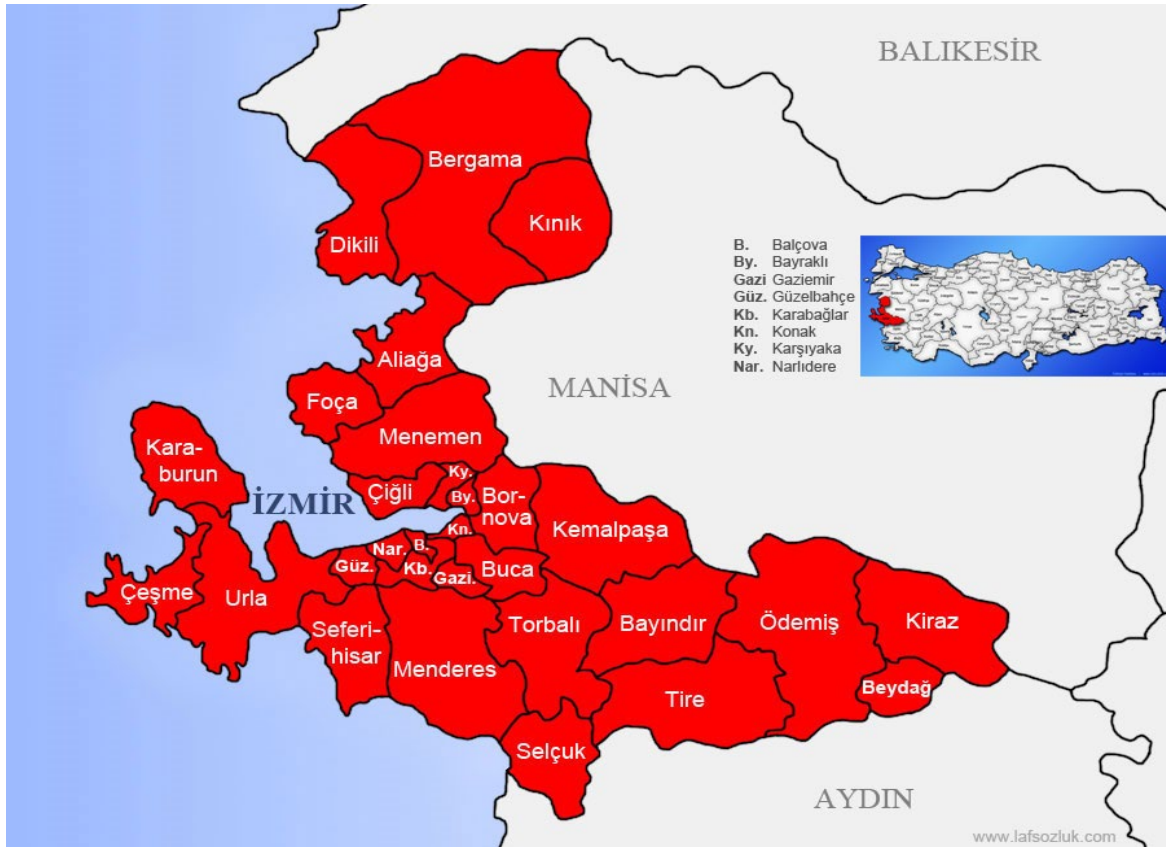 BALIKESİR
Bergama
Kınık
Dikili
B. Balçova
By. Bayraklı
Gazi Gaziemir
Güz. Güzelbahçe
Kb. Karabağlar
Kn. Konak
Ky. Karşıyaka
Nar. Narlıdere
Aliağa
MANİSA
Foça
Menemen
Kara-
burun
Ky.
Çiğli
By.
Bor-
nova
İZMİR
Kn.
Kemalpaşa
Nar.
B.
Güz.
Kb.
Gazi.
Buca
Çeşme
Urla
Seferi-
hisar
Menderes
Torbalı
Bayındır
Ödemiş
Kiraz
Beydağ
Tire
Selçuk
AYDIN
www.lafsozluk.com